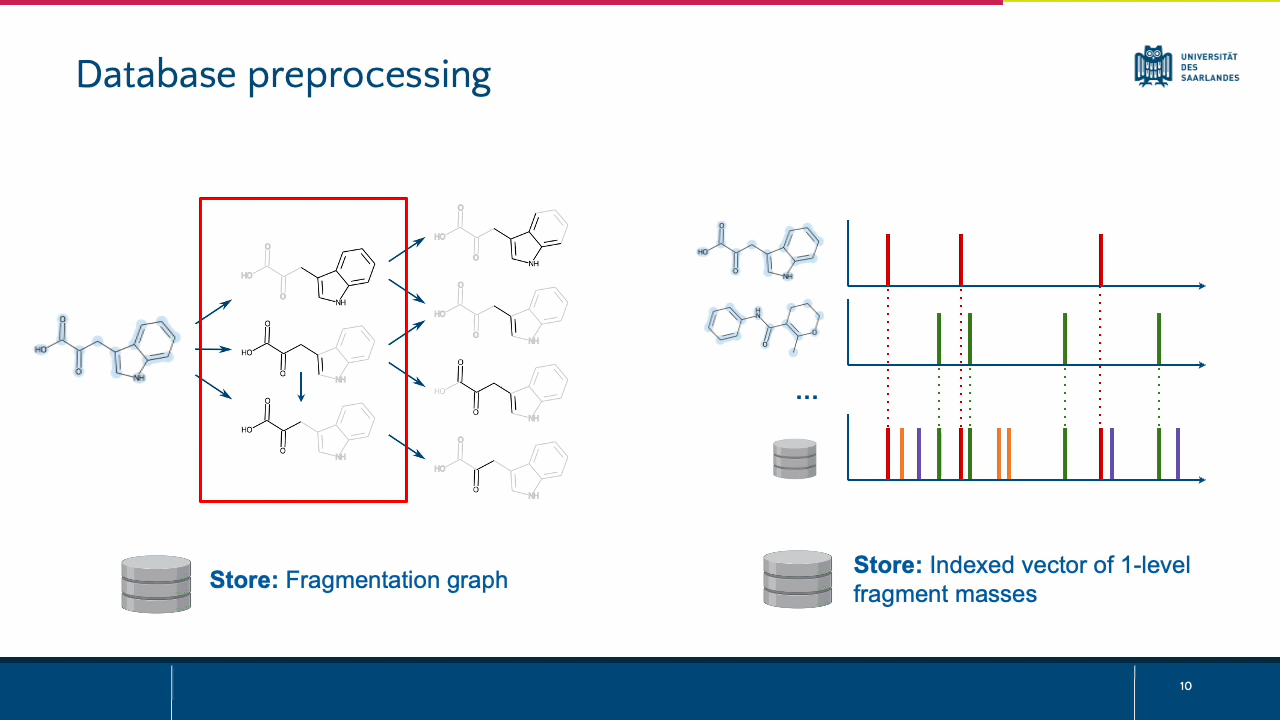 Database preprocessing
UNIVERSITÄT
DES
SAARLANDES
O
HO
O
NH
O
HO
O
NH
O
HO
O
NH
O
HO
O
NH
O
HO
O
NH
O
HO
O
NH
O
HO
O
NH
O
HO
O
NH
O
HO
O
NH
H
N
O
O
...
Store: Fragmentation graph
Store: Indexed vector of 1-level
fragment masses
10